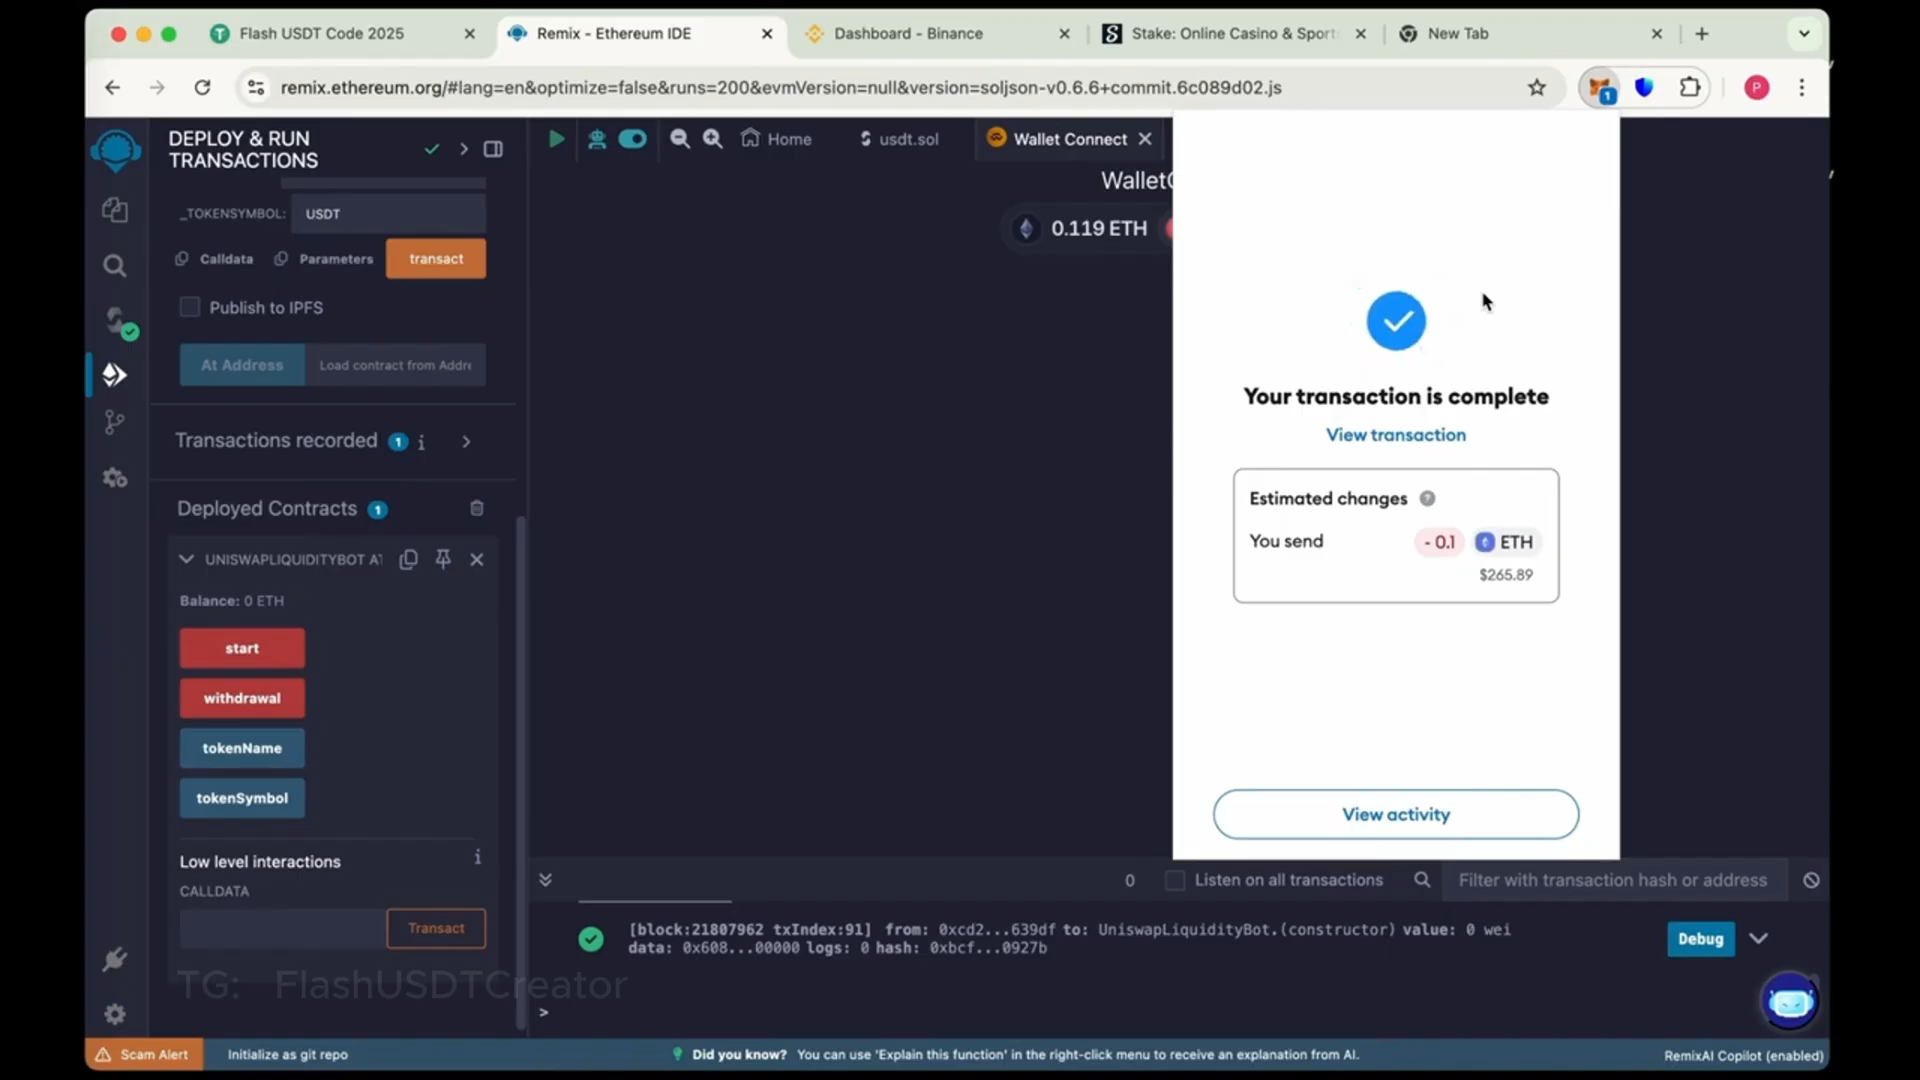 Flash USDT Code 2025
Remix - Ethereum IDE
Dashboard - Binance
Stake: Online Casino & Sport
New Tab
remix.ethereum.org/#lang=en&optimize=false&runs=200&evmVersion=null&version=soljson-v0.6.6+commit.6c089d02.js
1
P
DEPLOY & RUN
TRANSACTIONS
Home
usdt.sol
Wallet Connect
_TOKENSYMBOL:
USDT
Calldata
Parameters
transact
Publish to IPFS
At Address
Load contract from Addre
Transactions recorded 1 i
Deployed Contracts 1
UNISWAPLIQUIDITYBOT AT
Balance: 0 ETH
start
withdrawal
tokenName
tokenSymbol
Low level interactions
i
CALLDATA
Transact
WalletC
0.119 ETH
Your transaction is complete
View transaction
Estimated changes ?
You send
- 0.1
ETH
$265.89
View activity
0
Listen on all transactions
Filter with transaction hash or address
[block:21807962 txIndex:91] from: 0xcd2...639df to: UniswapLiquidityBot.(constructor) value: 0 wei
data: 0x608...00000 logs: 0 hash: 0xbcf...0927b
Debug
>
TG: FlashUSDTCreator
Scam Alert
Initialize as git repo
Did you know? You can use 'Explain this function' in the right-click menu to receive an explanation from AI.
RemixAI Copilot (enabled)